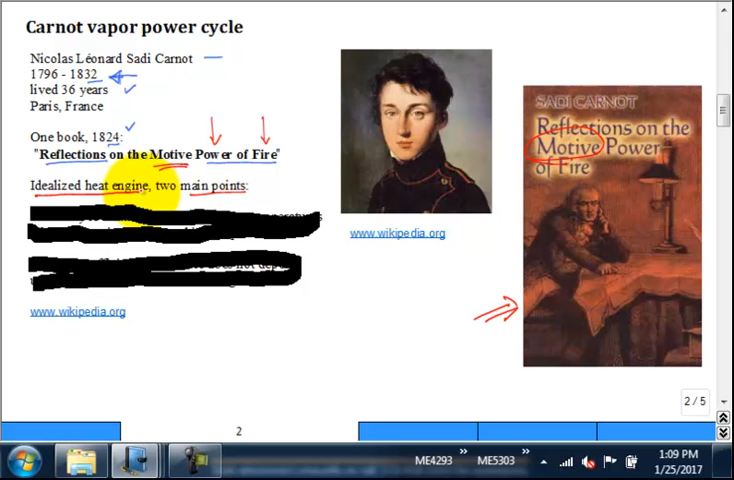 Carnot vapor power cycle
Nicolas Léonard Sadi Carnot
1796 - 1832
lived 36 years
Paris, France
One book, 1824:
"Reflections on the Motive Power of Fire"
Idealized heat engine, two main points:
www.wikipedia.org
www.wikipedia.org
SADI CARNOT
Reflections on the
Motive Power
of Fire
2 / 5
2
ME4293 »
ME5303 »
1:09 PM
1/25/2017